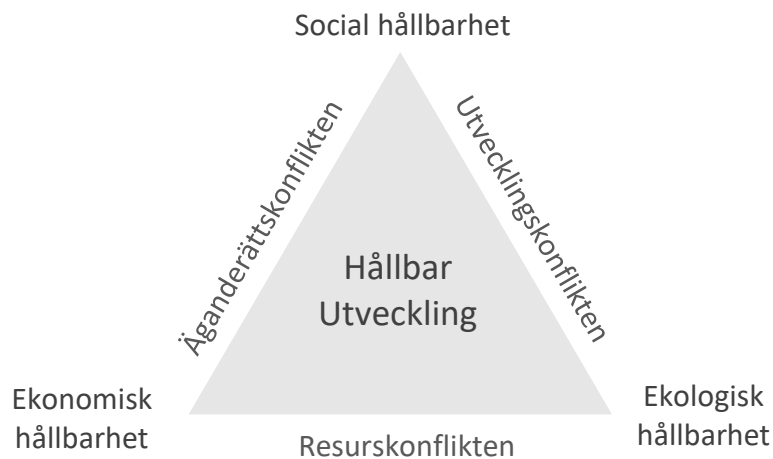 Social hållbarhet
Äganderättskonflikten
Utvecklingskonflikten
Hållbar
Utveckling
Ekonomisk
hållbarhet
Ekologisk
hållbarhet
Resurskonflikten